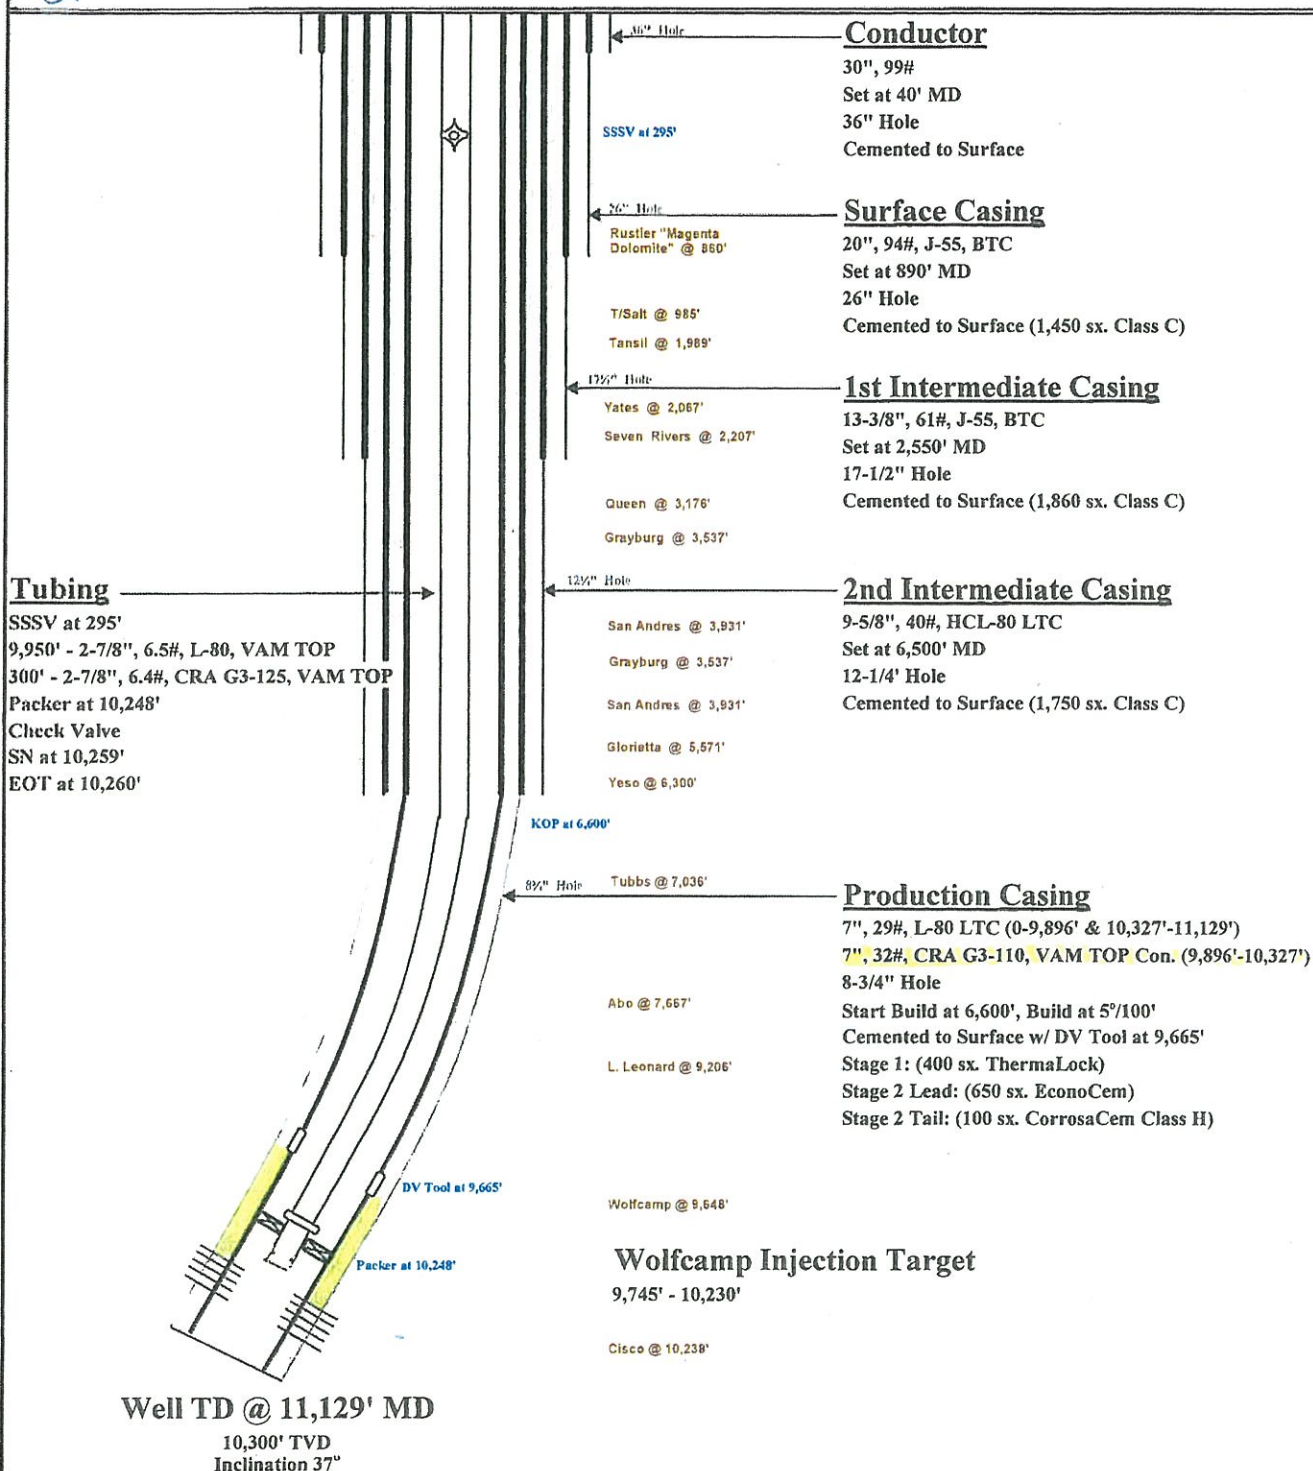 36" Hole
Conductor
30", 99#
Set at 40' MD
36" Hole
Cemented to Surface
SSSV at 295'
26" Hole
Surface Casing
20", 94#, J-55, BTC
Set at 890' MD
26" Hole
Cemented to Surface (1,450 sx. Class C)
Rustler "Magenta
Dolomite" @ 860'
T/Salt @ 985'
Tansil @ 1,989'
17½" Hole
1st Intermediate Casing
13-3/8", 61#, J-55, BTC
Set at 2,550' MD
17-1/2" Hole
Cemented to Surface (1,860 sx. Class C)
Yates @ 2,067'
Seven Rivers @ 2,207'
Queen @ 3,176'
Grayburg @ 3,537'
Tubing
SSSV at 295'
9,950' - 2-7/8", 6.5#, L-80, VAM TOP
300' - 2-7/8", 6.4#, CRA G3-125, VAM TOP
Packer at 10,248'
Check Valve
SN at 10,259'
EOT at 10,260'
12¼" Hole
2nd Intermediate Casing
9-5/8", 40#, HCL-80 LTC
Set at 6,500' MD
12-1/4' Hole
Cemented to Surface (1,750 sx. Class C)
San Andres @ 3,931'
Grayburg @ 3,537'
San Andres @ 3,931'
Glorietta @ 5,571'
Yeso @ 6,300'
KOP at 6,600'
8¾" Hole
Tubbs @ 7,036'
Production Casing
7", 29#, L-80 LTC (0-9,896' & 10,327'-11,129')
7", 32#, CRA G3-110, VAM TOP Con. (9,896'-10,327')
8-3/4" Hole
Start Build at 6,600', Build at 5º/100'
Cemented to Surface w/ DV Tool at 9,665'
Stage 1: (400 sx. ThermaLock)
Stage 2 Lead: (650 sx. EconoCem)
Stage 2 Tail: (100 sx. CorrosaCem Class H)
Abo @ 7,667'
L. Leonard @ 9,206'
DV Tool at 9,665'
Wolfcamp @ 9,648'
Packer at 10,248'
Wolfcamp Injection Target
9,745' - 10,230'
Cisco @ 10,238'
Well TD @ 11,129' MD
10,300' TVD
Inclination 37º